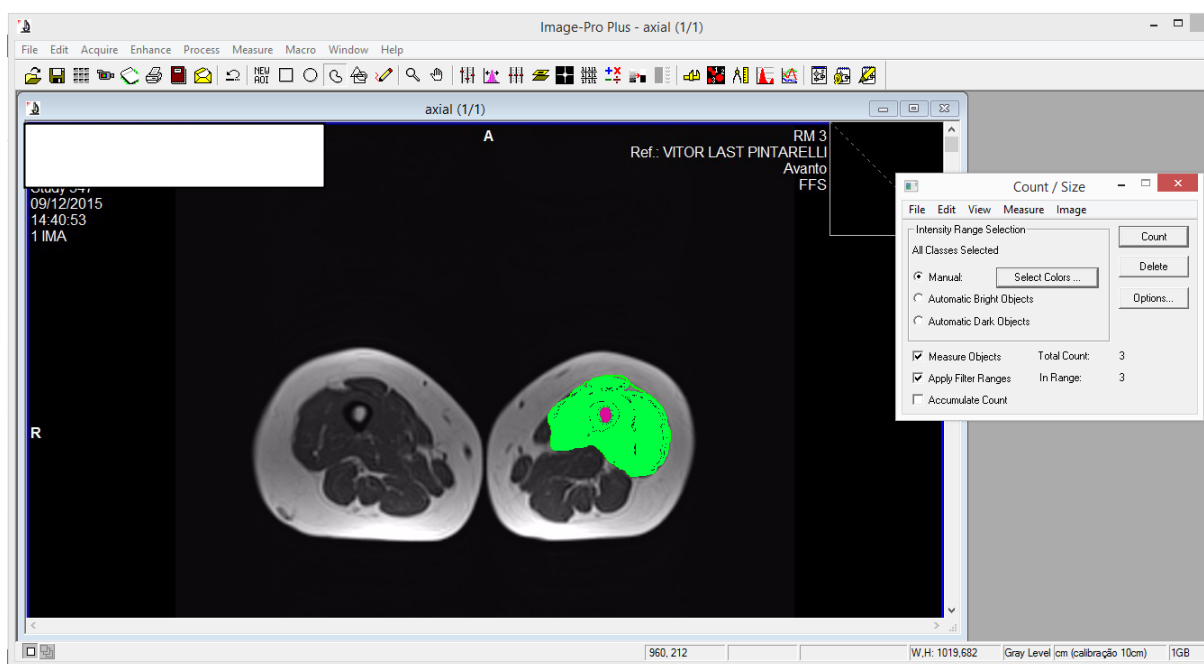 Image-Pro Plus - axial (1/1)
File Edit Acquire Enhance Process Measure Macro Window Help
NEW AOI
axial (1/1)
A
RM 3
Ref.: VITOR LAST PINTARELLI
Avanto
FFS
09/12/2015
14:40:53
1 IMA
R
Count / Size
File Edit View Measure Image
Intensity Range Selection
All Classes Selected
Manual: Select Colors ...
Automatic Bright Objects
Automatic Dark Objects
Count
Delete
Options...
Measure Objects Total Count: 3
Apply Filter Ranges In Range: 3
Accumulate Count
960, 212
W,H: 1019,682
Gray Level
cm (calibração 10cm)
1GB